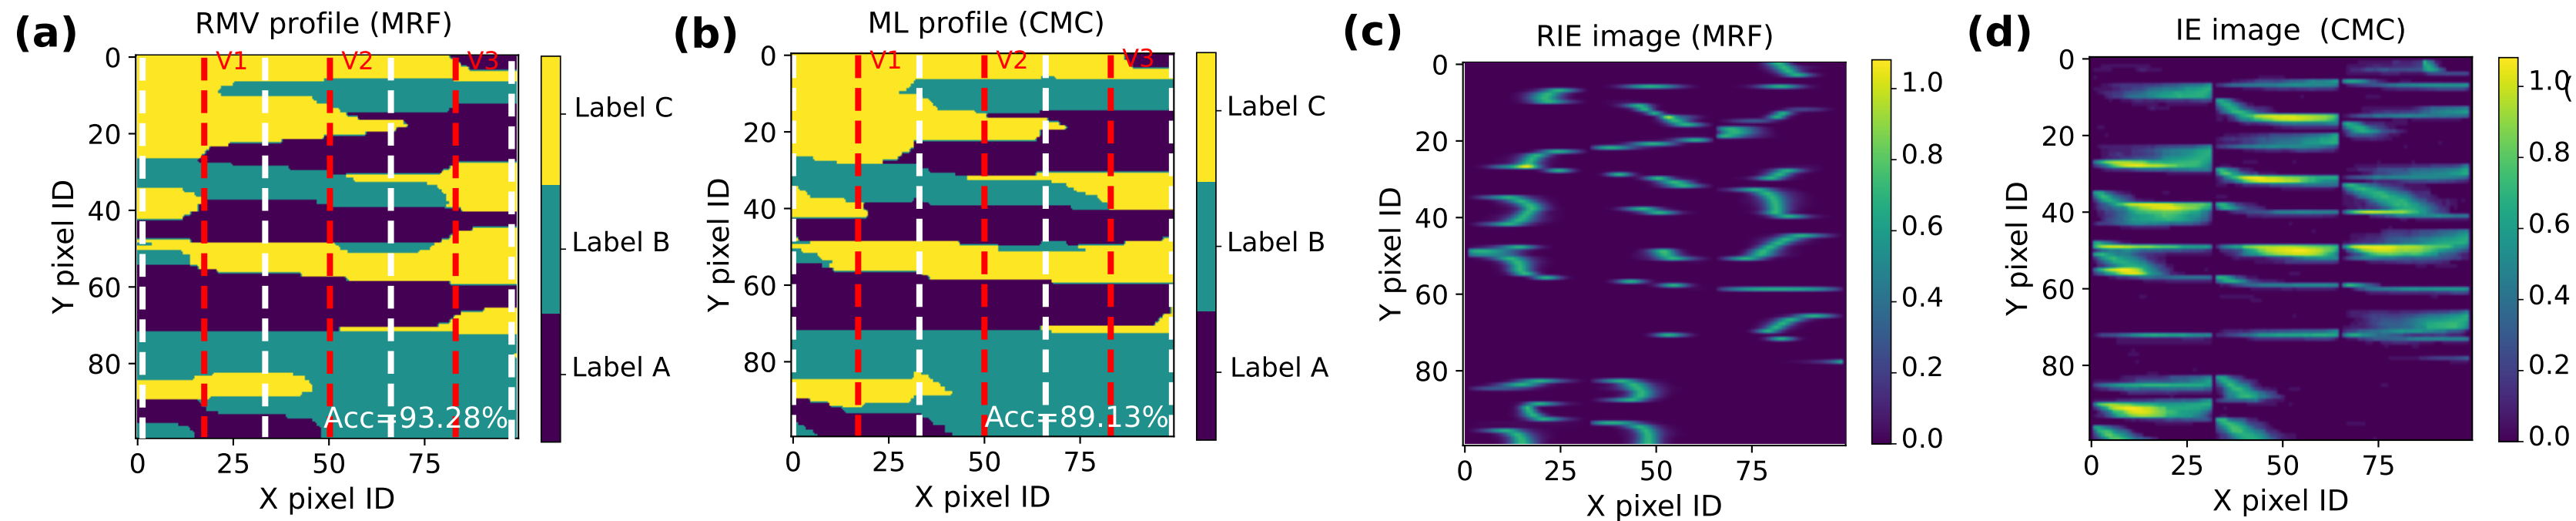 (a)
RMV profile (MRF)
V1
V2
V3
0
20
40
60
80
Y pixel ID
0
25
50
75
X pixel ID
Acc=93.28%
Label C
Label B
Label A
(b)
ML profile (CMC)
V1
V2
V3
0
20
40
60
80
Y pixel ID
0
25
50
75
X pixel ID
Acc=89.13%
Label C
Label B
Label A
(c)
RIE image (MRF)
0
20
40
60
80
Y pixel ID
0
25
50
75
X pixel ID
1.0
0.8
0.6
0.4
0.2
0.0
(d)
IE image (CMC)
0
20
40
60
80
Y pixel ID
0
25
50
75
X pixel ID
1.0
0.8
0.6
0.4
0.2
0.0